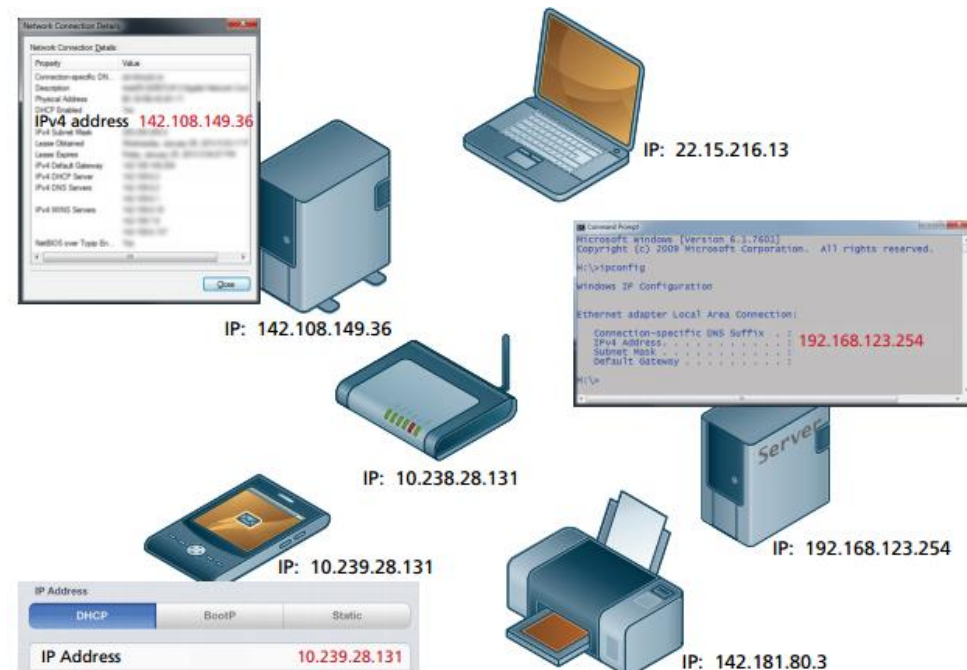 Network Connection Details
Network Connection Details:
Property Value
Connection-specific DN...
Description
Physical Address
DHCP Enabled
IPv4 address 142.108.149.36
IPv4 Subnet Mask
Lease Obtained
Lease Expires
IPv4 Default Gateway
IPv4 DHCP Server
IPv4 DNS Servers
IPv4 WINS Servers
NetBIOS over Tcpip En...
Close
IP: 142.108.149.36
IP: 22.15.216.13
Command Prompt
Microsoft Windows [Version 6.1.7601]
Copyright (c) 2009 Microsoft Corporation. All rights reserved.
H:\>ipconfig
Windows IP Configuration
Ethernet adapter Local Area Connection:
Connection-specific DNS Suffix . :
IPv4 Address. . . . . . . . . . . : 192.168.123.254
Subnet Mask . . . . . . . . . . . :
Default Gateway . . . . . . . . . :
H:\>
Server
IP: 192.168.123.254
IP: 10.238.28.131
IP: 10.239.28.131
IP Address
DHCP BootP Static
IP Address 10.239.28.131
IP: 142.181.80.3